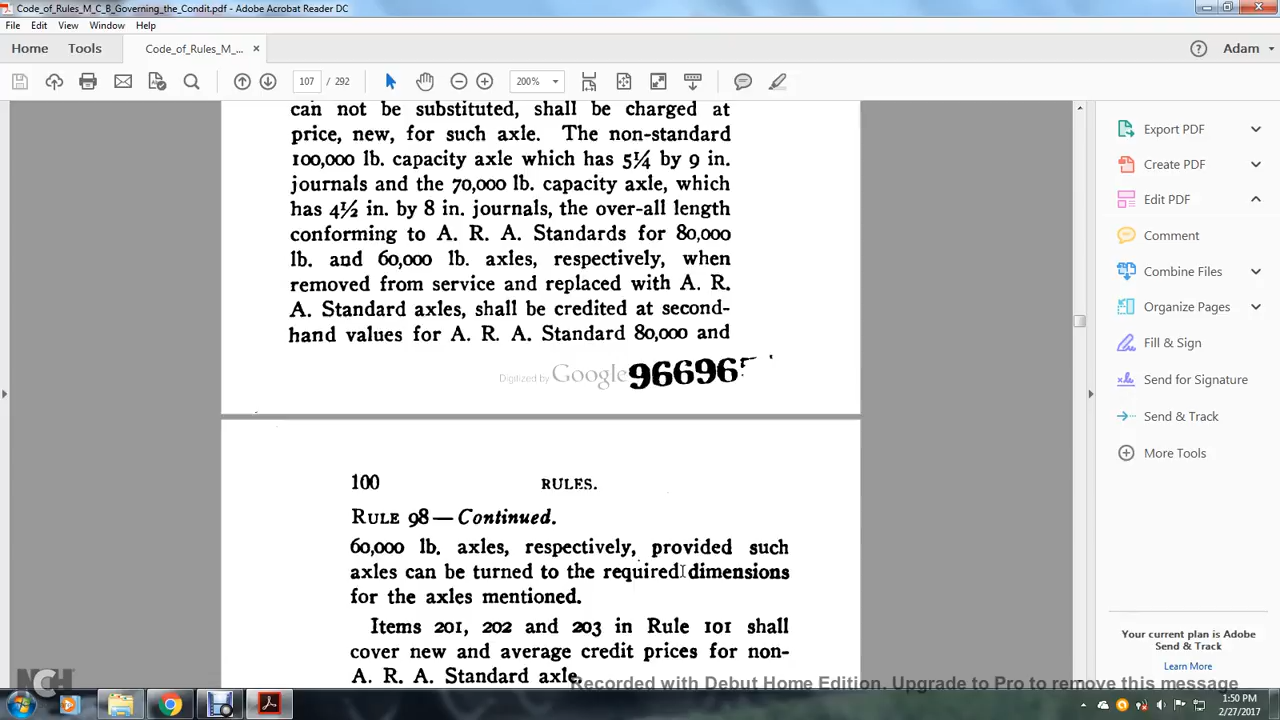 Code_of_Rules_M_C_B_Governing_the_Condit.pdf - Adobe Acrobat Reader DC
File Edit View Window Help
Home Tools Code_of_Rules_M_... × Adam
107 / 292 200%
can not be substituted, shall be charged at
price, new, for such axle. The non-standard
100,000 lb. capacity axle which has 5¼ by 9 in.
journals and the 70,000 lb. capacity axle, which
has 4½ in. by 8 in. journals, the over-all length
conforming to A. R. A. Standards for 80,000
lb. and 60,000 lb. axles, respectively, when
removed from service and replaced with A. R.
A. Standard axles, shall be credited at second-
hand values for A. R. A. Standard 80,000 and
Digitized by Google 96696
100 RULES.
RULE 98—Continued.
60,000 lb. axles, respectively, provided such
axles can be turned to the required dimensions
for the axles mentioned.
Items 201, 202 and 203 in Rule 101 shall
cover new and average credit prices for non-
A. R. A. Standard axle.
Export PDF
Create PDF
Edit PDF
Comment
Combine Files
Organize Pages
Fill & Sign
Send for Signature
Send & Track
More Tools
Your current plan is Adobe
Send & Track
Learn More
NCH
Recorded with Debut Home Edition. Upgrade to Pro to remove this message
1:50 PM
2/27/2017